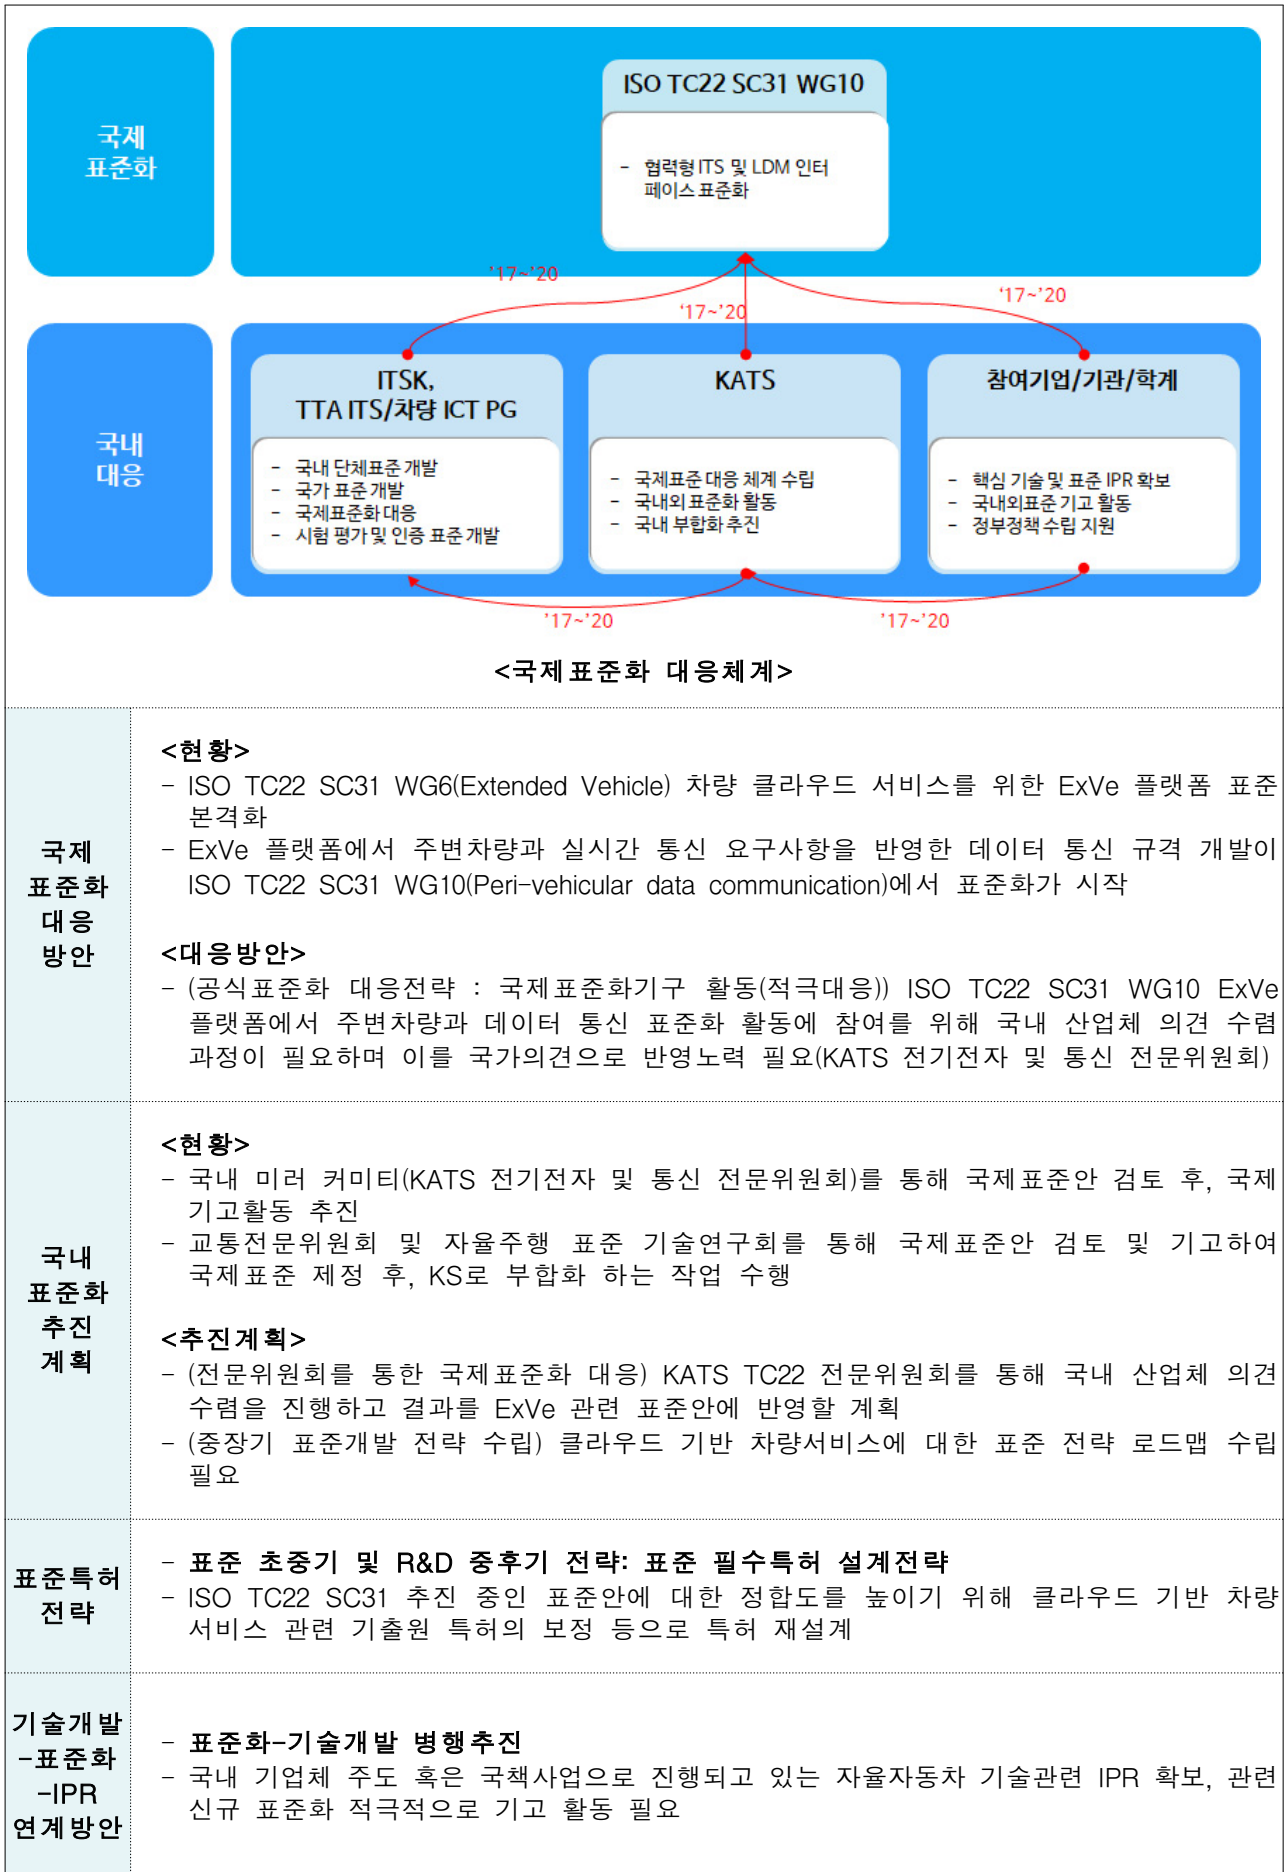 국제
표준화
ISO TC22 SC31 WG10
- 협력형 ITS 및 LDM 인터
페이스 표준화
'17~'20
'17~'20
'17~'20
국내
대응
ITSK,
TTA ITS/차량 ICT PG
- 국내 단체표준 개발
- 국가 표준 개발
- 국제표준화 대응
- 시험 평가 및 인증 표준 개발
KATS
- 국제표준 대응 체계 수립
- 국내외 표준화 활동
- 국내 부합화 추진
참여기업/기관/학계
- 핵심 기술 및 표준 IPR 확보
- 국내외표준 기고 활동
- 정부정책 수립 지원
'17~'20
'17~'20
<국제표준화 대응체계>
국제
표준화
대응
방안
<현황>
- ISO TC22 SC31 WG6(Extended Vehicle) 차량 클라우드 서비스를 위한 ExVe 플랫폼 표준
본격화
- ExVe 플랫폼에서 주변차량과 실시간 통신 요구사항을 반영한 데이터 통신 규격 개발이
ISO TC22 SC31 WG10(Peri-vehicular data communication)에서 표준화가 시작
<대응방안>
- (공식표준화 대응전략 : 국제표준화기구 활동(적극대응)) ISO TC22 SC31 WG10 ExVe
플랫폼에서 주변차량과 데이터 통신 표준화 활동에 참여를 위해 국내 산업체 의견 수렴
과정이 필요하며 이를 국가의견으로 반영노력 필요(KATS 전기전자 및 통신 전문위원회)
국내
표준화
추진
계획
<현황>
- 국내 미러 커미티(KATS 전기전자 및 통신 전문위원회)를 통해 국제표준안 검토 후, 국제
기고활동 추진
- 교통전문위원회 및 자율주행 표준 기술연구회를 통해 국제표준안 검토 및 기고하여
국제표준 제정 후, KS로 부합화 하는 작업 수행
<추진계획>
- (전문위원회를 통한 국제표준화 대응) KATS TC22 전문위원회를 통해 국내 산업체 의견
수렴을 진행하고 결과를 ExVe 관련 표준안에 반영할 계획
- (중장기 표준개발 전략 수립) 클라우드 기반 차량서비스에 대한 표준 전략 로드맵 수립
필요
표준특허
전략
- 표준 초중기 및 R&D 중후기 전략: 표준 필수특허 설계전략
- ISO TC22 SC31 추진 중인 표준안에 대한 정합도를 높이기 위해 클라우드 기반 차량
서비스 관련 기출원 특허의 보정 등으로 특허 재설계
기술개발
-표준화
-IPR
연계방안
- 표준화-기술개발 병행추진
- 국내 기업체 주도 혹은 국책사업으로 진행되고 있는 자율자동차 기술관련 IPR 확보, 관련
신규 표준화 적극적으로 기고 활동 필요